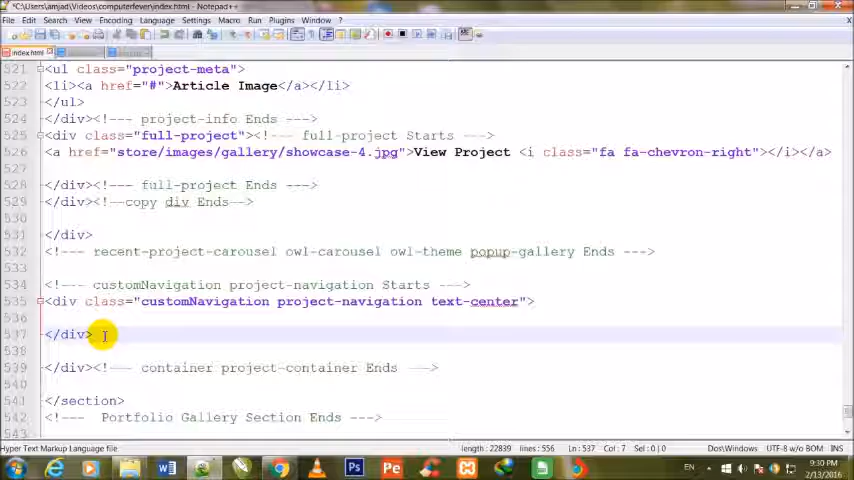 *C:\Users\amjad\Videos\computerfever\index.html - Notepad++
File Edit Search View Encoding Language Settings Macro Run Plugins Window ?
index.html
521 <ul class="project-meta">
522 <li><a href="#">Article Image</a></li>
523 </ul>
524 </div><!--- project-info Ends --->
525 <div class="full-project"><!--- full-project Starts --->
526 <a href="store/images/gallery/showcase-4.jpg">View Project <i class="fa fa-chevron-right"></i></a>
527
528 </div><!--- full-project Ends --->
529 </div><!--copy div Ends-->
530
531 </div>
532 <!--- recent-project-carousel owl-carousel owl-theme popup-gallery Ends --->
533
534 <!--- customNavigation project-navigation Starts --->
535 <div class="customNavigation project-navigation text-center">
536
537 </div>
538
539 </div><!--- container project-container Ends --->
540
541 </section>
542 <!--- Portfolio Gallery Section Ends --->
543
Hyper Text Markup Language file length : 22839 lines : 556 Ln : 537 Col : 7 Sel : 0 | 0 Dos\Windows UTF-8 w/o BOM INS
EN 9:30 PM
2/13/2016